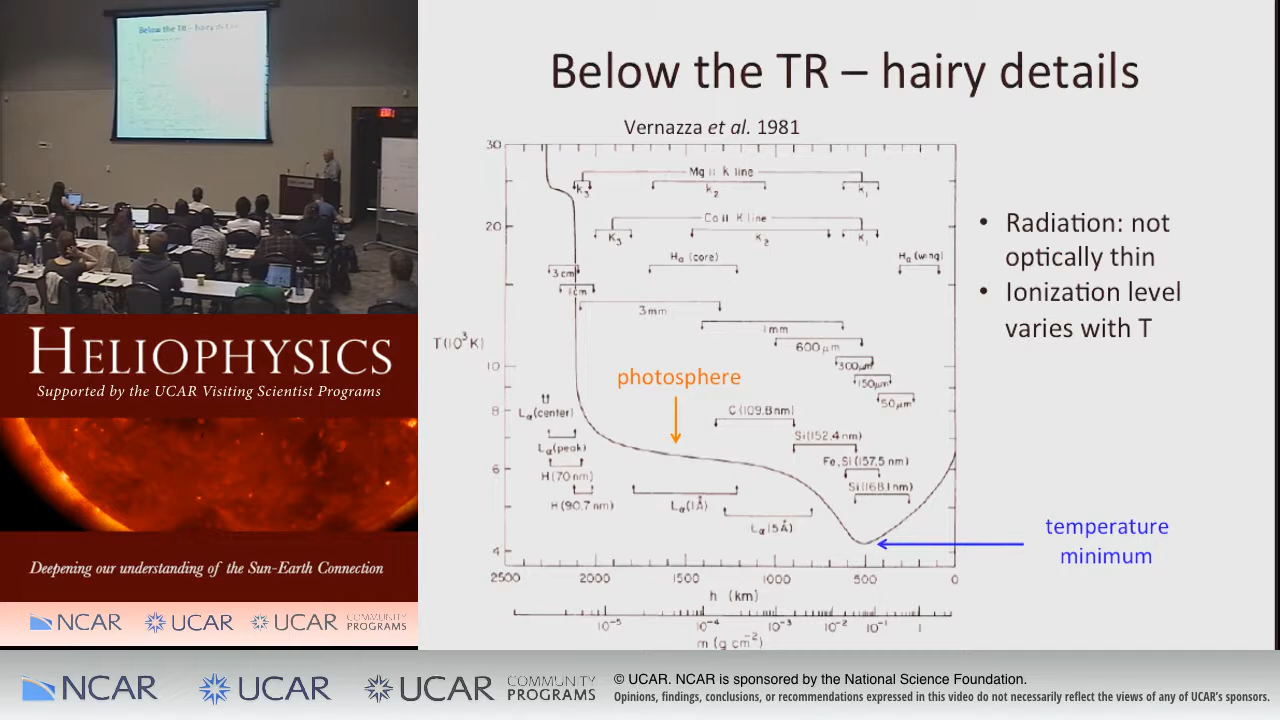 Below the TR – hairy details
Below the TR – hairy details
Vernazza et al. 1981
30
Mg II k line
k3
k2
k1
20
Ca II K line
K3
K2
K1
Hα (core)
Hα (wing)
3 cm
1 cm
3 mm
1 mm
T (10³ K)
600 μm
10
300 μm
photosphere
150 μm
50 μm
8
Lα (center)
C (109.8 nm)
Lα (peak)
Si (152.4 nm)
6
Fe, Si (157.5 nm)
H (70 nm)
Si (168.1 nm)
H (90.7 nm)
Lα (1Å)
Lα (5Å)
4
2500 2000 1500 1000 500 0
h (km)
10⁻⁵ 10⁻⁴ 10⁻³ 10⁻² 10⁻¹ 1
m (g cm⁻²)
temperature
minimum
• Radiation: not
optically thin
• Ionization level
varies with T
EXIT
HELIOPHYSICS
Supported by the UCAR Visiting Scientist Programs
Deepening our understanding of the Sun-Earth Connection
NCAR UCAR UCAR COMMUNITY PROGRAMS
NCAR UCAR UCAR COMMUNITY PROGRAMS
© UCAR. NCAR is sponsored by the National Science Foundation.
Opinions, findings, conclusions, or recommendations expressed in this video do not necessarily reflect the views of any of UCAR's sponsors.